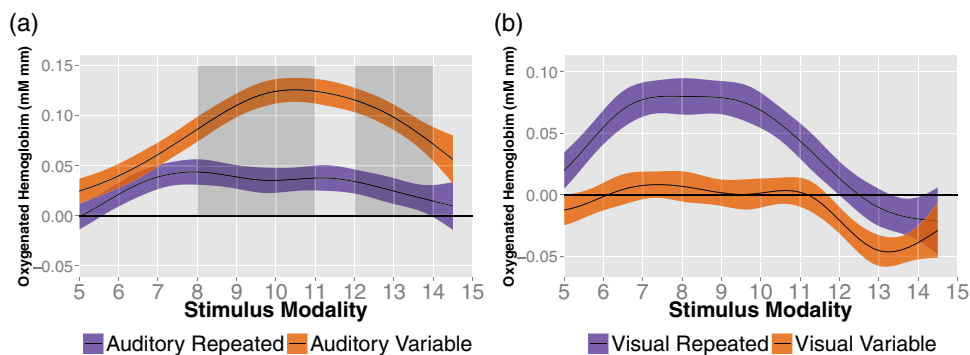 (a)
Oxygenated Hemoglobim (mM mm)
0.15
0.10
0.05
0.00
−0.05
5 6 7 8 9 10 11 12 13 14 15
Stimulus Modality
Auditory Repeated Auditory Variable
(b)
Oxygenated Hemoglobim (mM mm)
0.10
0.05
0.00
−0.05
5 6 7 8 9 10 11 12 13 14 15
Stimulus Modality
Visual Repeated Visual Variable